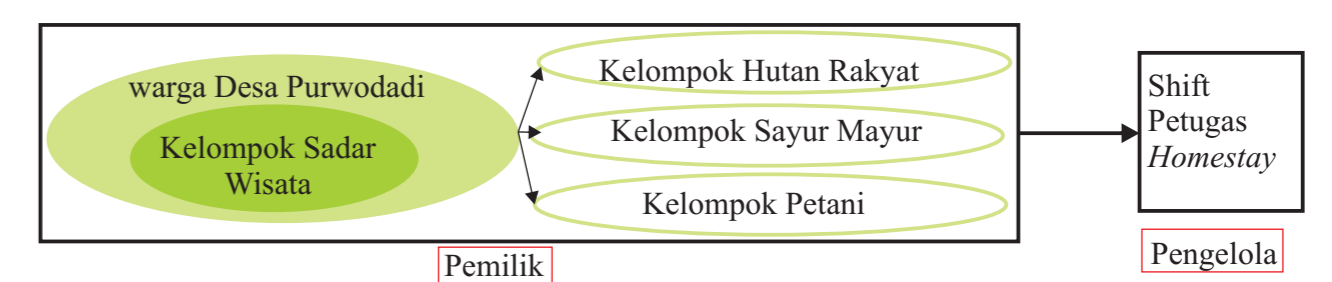 warga Desa Purwodadi
Kelompok Sadar
Wisata
Kelompok Hutan Rakyat
Kelompok Sayur Mayur
Kelompok Petani
Pemilik
Shift
Petugas
Homestay
Pengelola